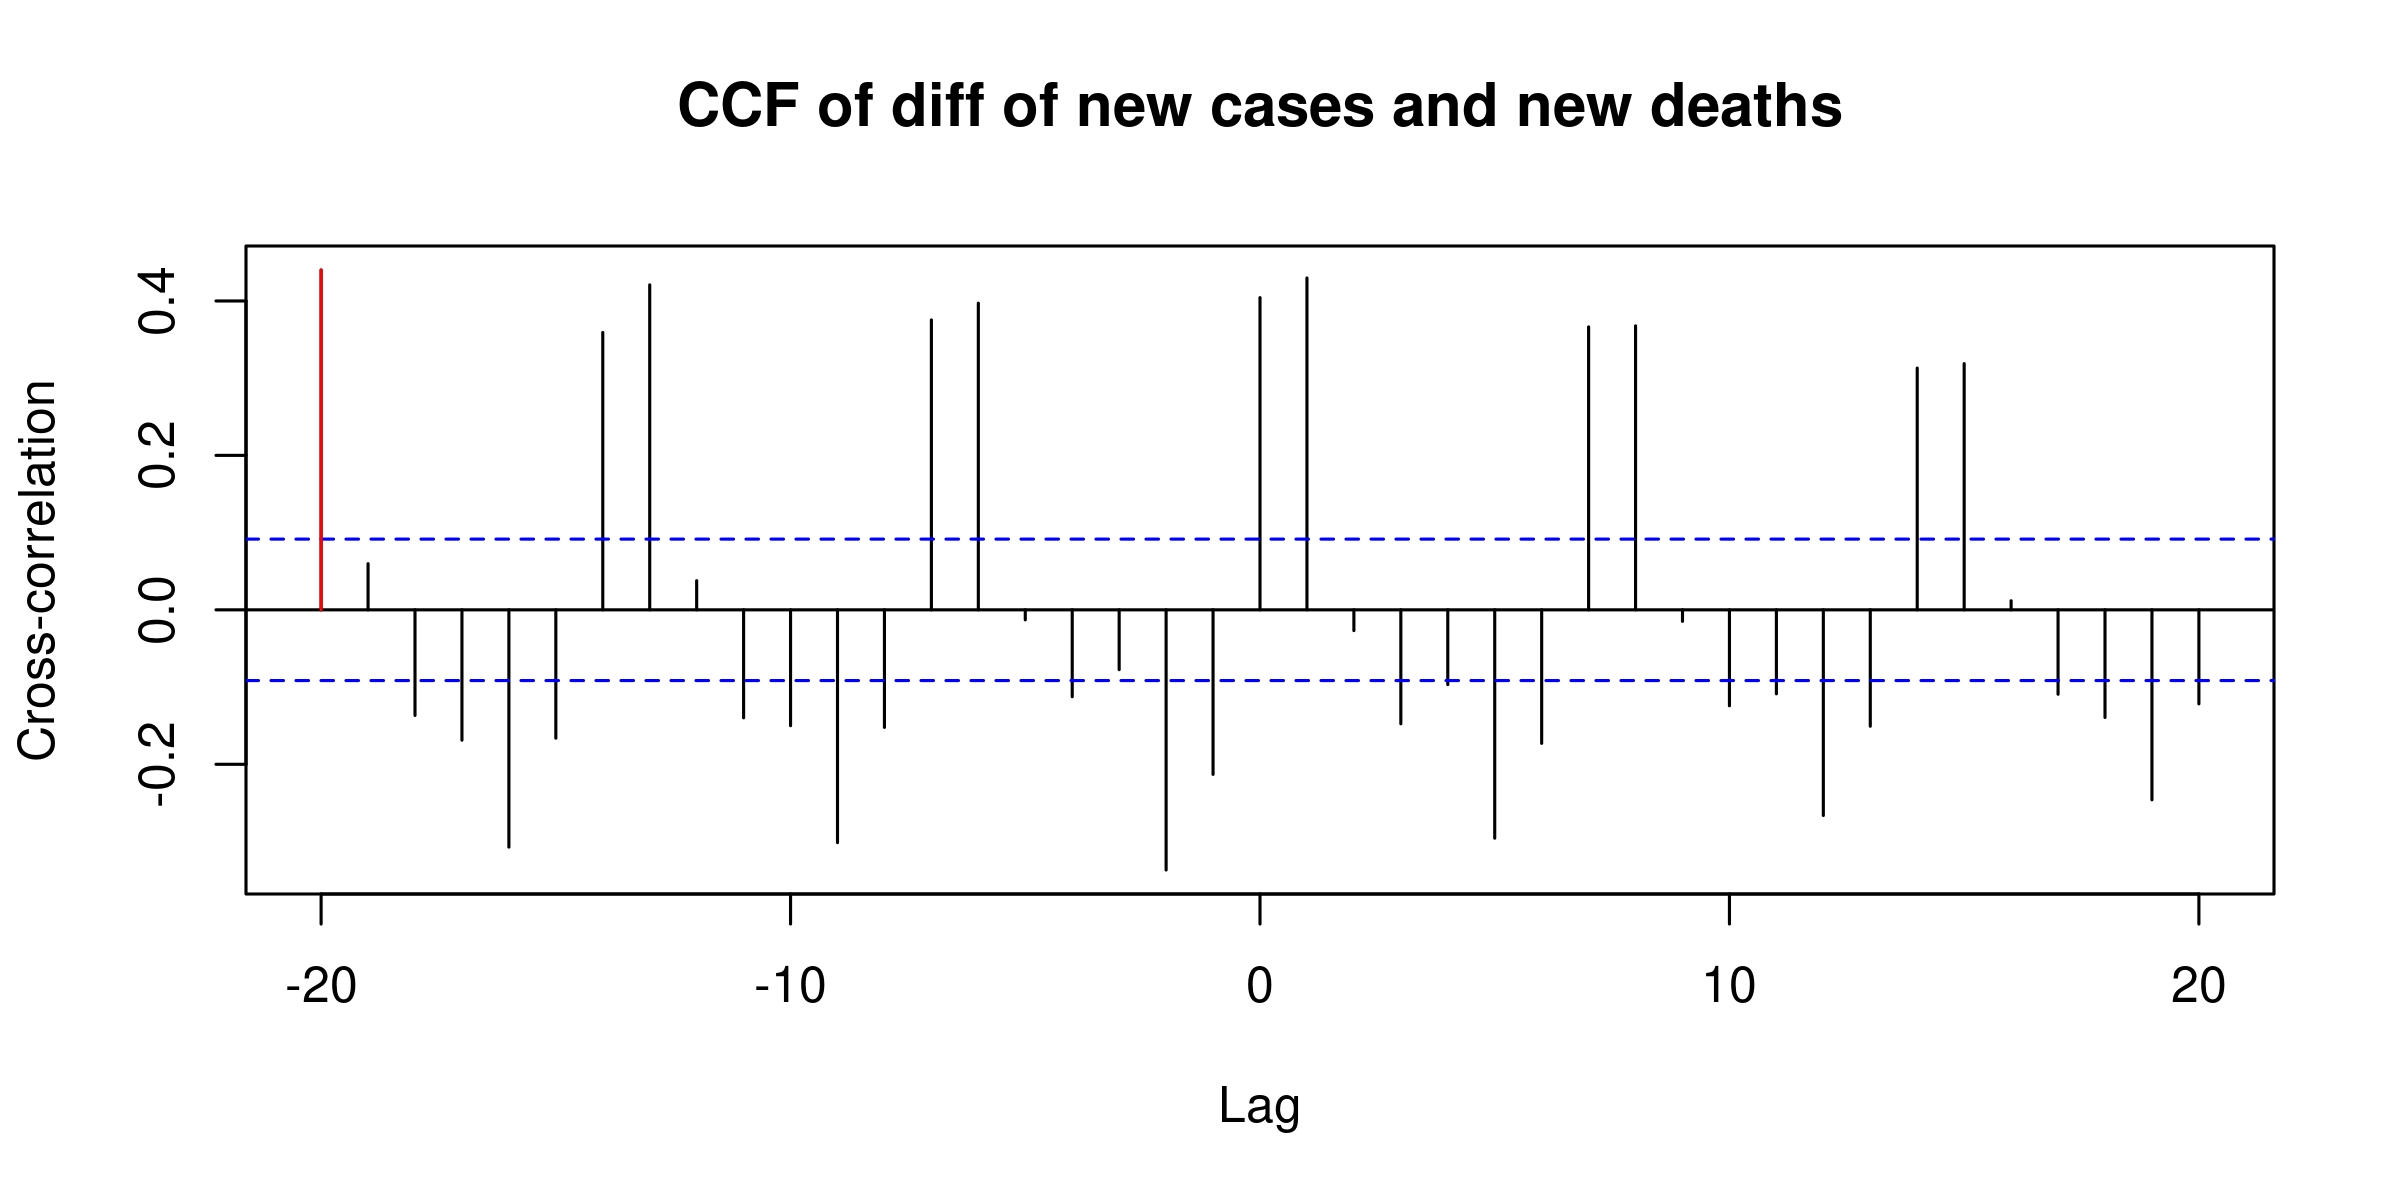 CCF of diff of new cases and new deaths
Cross-correlation
0.4
0.2
0.0
-0.2
-20 -10 0 10 20
Lag